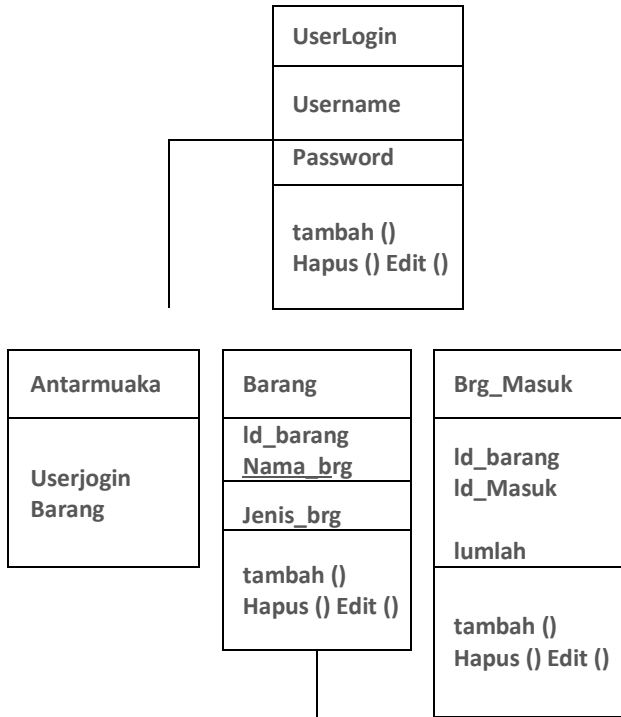 UserLogin
Username
Password
tambah ()
Hapus () Edit ()
Antarmuaka
Userjogin
Barang
Barang
ld_barang
Nama_brg
Jenis_brg
tambah ()
Hapus () Edit ()
Brg_Masuk
ld_barang
ld_Masuk
lumlah
tambah ()
Hapus () Edit ()